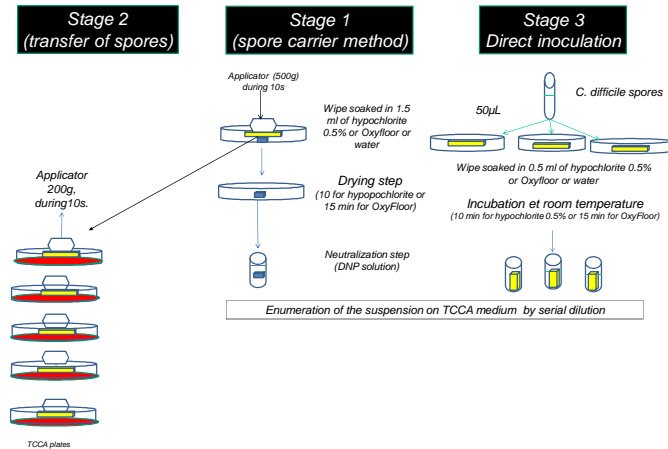 Stage 2
(transfer of spores)
Applicator
200g,
during10s.
TCCA plates
Stage 1
(spore carrier method)
Applicator (500g)
during 10s
Wipe soaked in 1.5
ml of hypochlorite
0.5% or Oxyfloor or
water
Drying step
(10 for hypopochlorite or
15 min for OxyFloor)
Neutralization step
(DNP solution)
Stage 3
Direct inoculation
C. difficile spores
50µL
Wipe soaked in 0.5 ml of hypochlorite 0.5%
or Oxyfloor or water
Incubation et room temperature
(10 min for hypochlorite 0.5% or 15 min for OxyFloor)
Enumeration of the suspension on TCCA medium by serial dilution